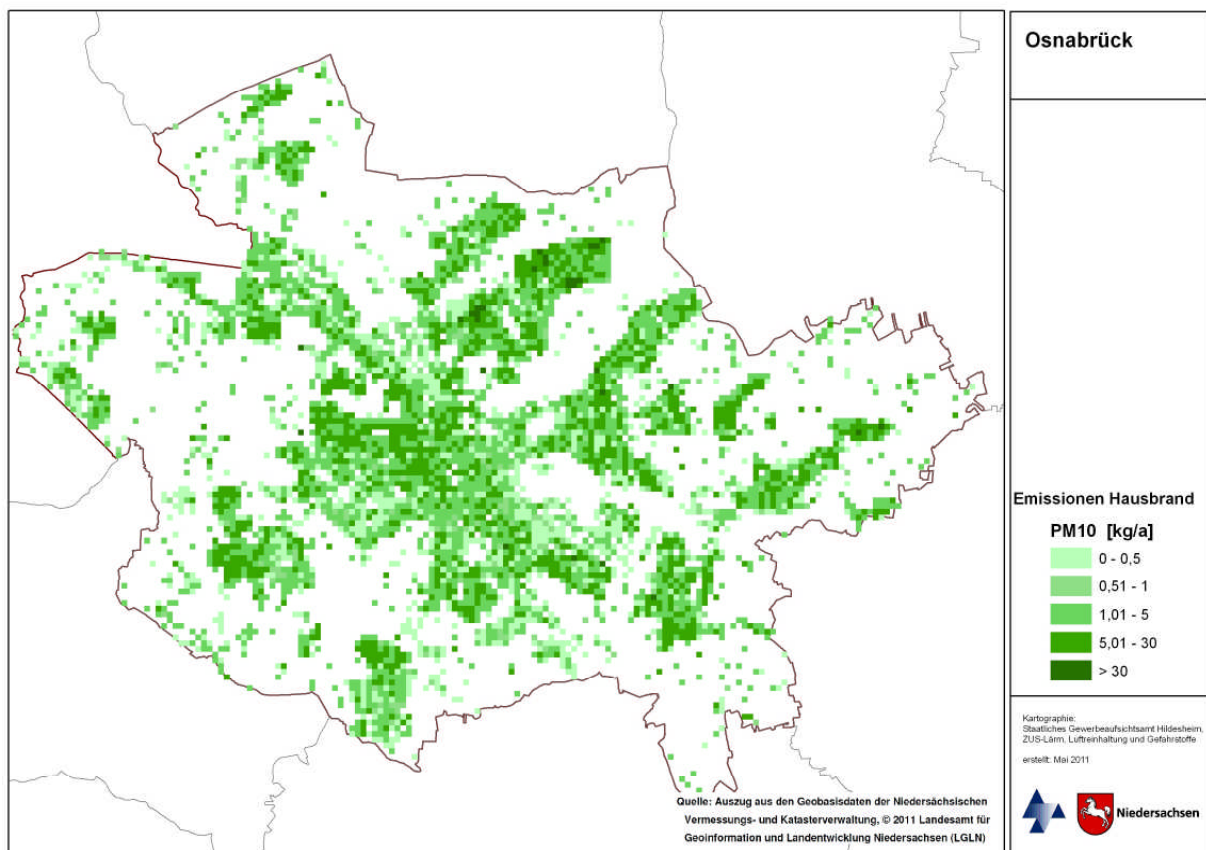 Osnabrück
Emissionen Hausbrand
PM10 [kg/a]
0 - 0,5
0,51 - 1
1,01 - 5
5,01 - 30
> 30
Kartographie:
Staatliches Gewerbeaufsichtsamt Hildesheim,
ZUS-Lärm, Luftreinhaltung und Gefahrstoffe
erstellt: Mai 2011
Niedersachsen
Quelle: Auszug aus den Geobasisdaten der Niedersächsischen
Vermessungs- und Katasterverwaltung, © 2011 Landesamt für
Geoinformation und Landentwicklung Niedersachsen (LGLN)